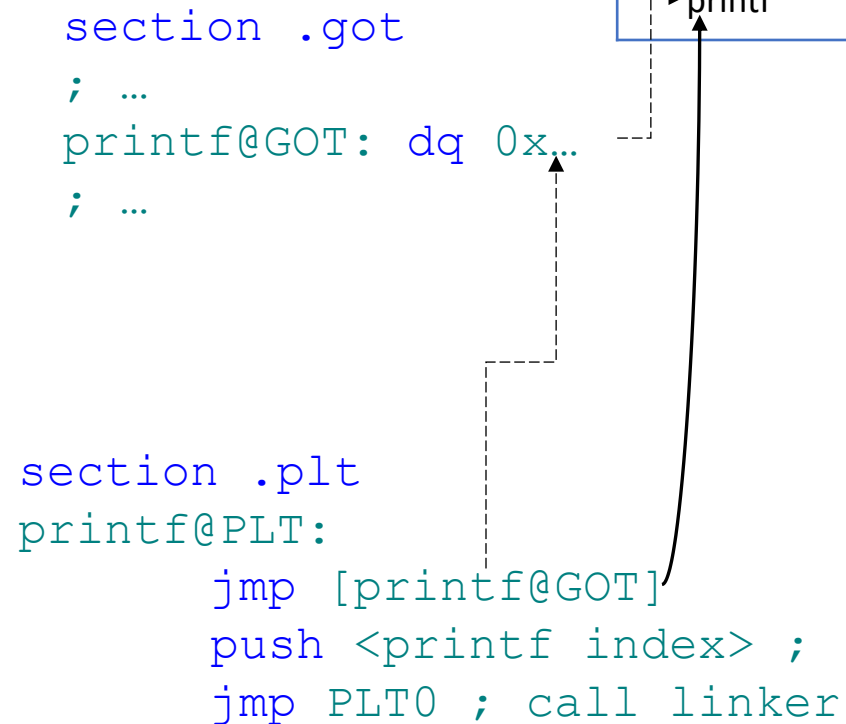 printf
section .got
; …
printf@GOT: dq 0x…
; …
section .plt
printf@PLT:
jmp [printf@GOT]
push <printf index> ;
jmp PLT0 ; call linker